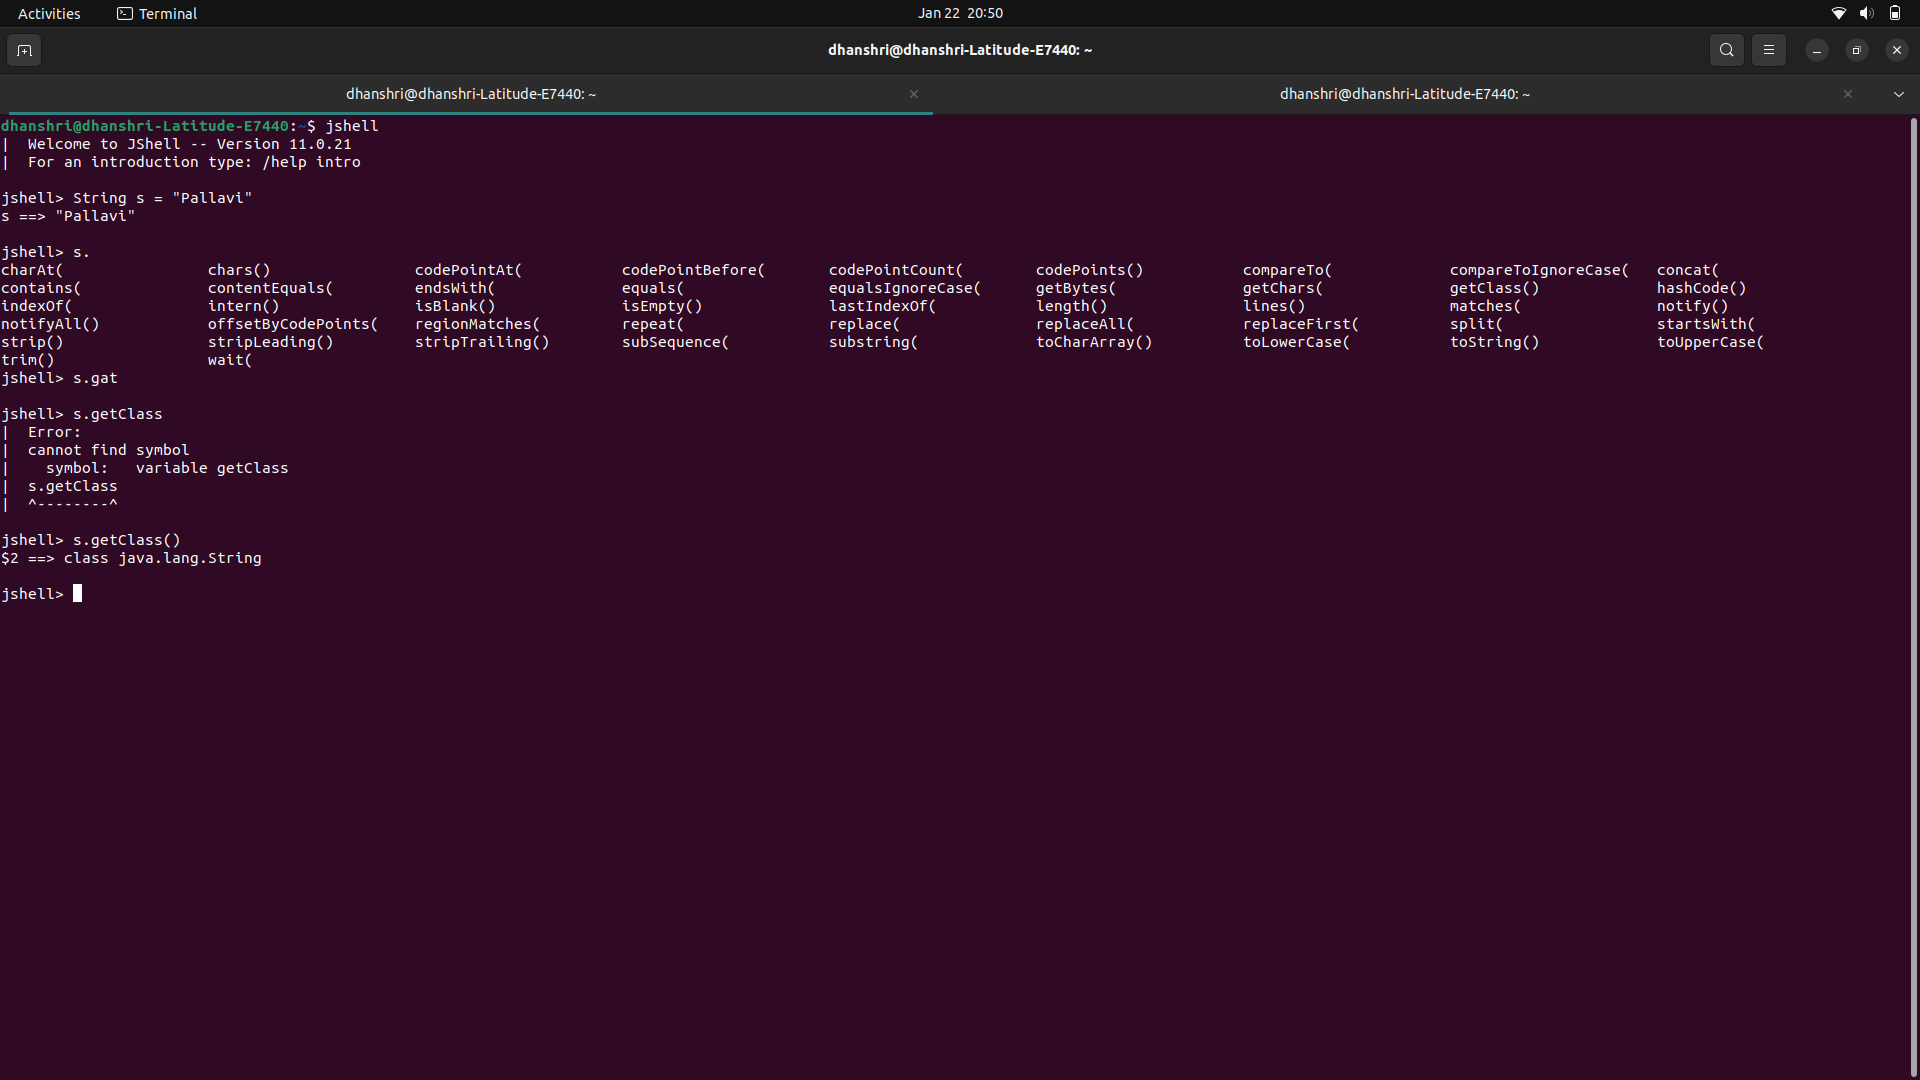 Activities Terminal Jan 22 20:50
dhanshri@dhanshri-Latitude-E7440: ~
dhanshri@dhanshri-Latitude-E7440: ~ dhanshri@dhanshri-Latitude-E7440: ~
dhanshri@dhanshri-Latitude-E7440:~$ jshell
|  Welcome to JShell -- Version 11.0.21
|  For an introduction type: /help intro
jshell> String s = "Pallavi"
s ==> "Pallavi"
jshell> s.
charAt( chars() codePointAt( codePointBefore( codePointCount( codePoints() compareTo( compareToIgnoreCase( concat(
contains( contentEquals( endsWith( equals( equalsIgnoreCase( getBytes( getChars( getClass() hashCode()
indexOf( intern() isBlank() isEmpty() lastIndexOf( length() lines() matches( notify()
notifyAll() offsetByCodePoints( regionMatches( repeat( replace( replaceAll( replaceFirst( split( startsWith(
strip() stripLeading() stripTrailing() subSequence( substring( toCharArray() toLowerCase( toString() toUpperCase(
trim() wait(
jshell> s.gat
jshell> s.getClass
|  Error:
|  cannot find symbol
|    symbol:   variable getClass
|  s.getClass
|  ^--------^
jshell> s.getClass()
$2 ==> class java.lang.String
jshell>